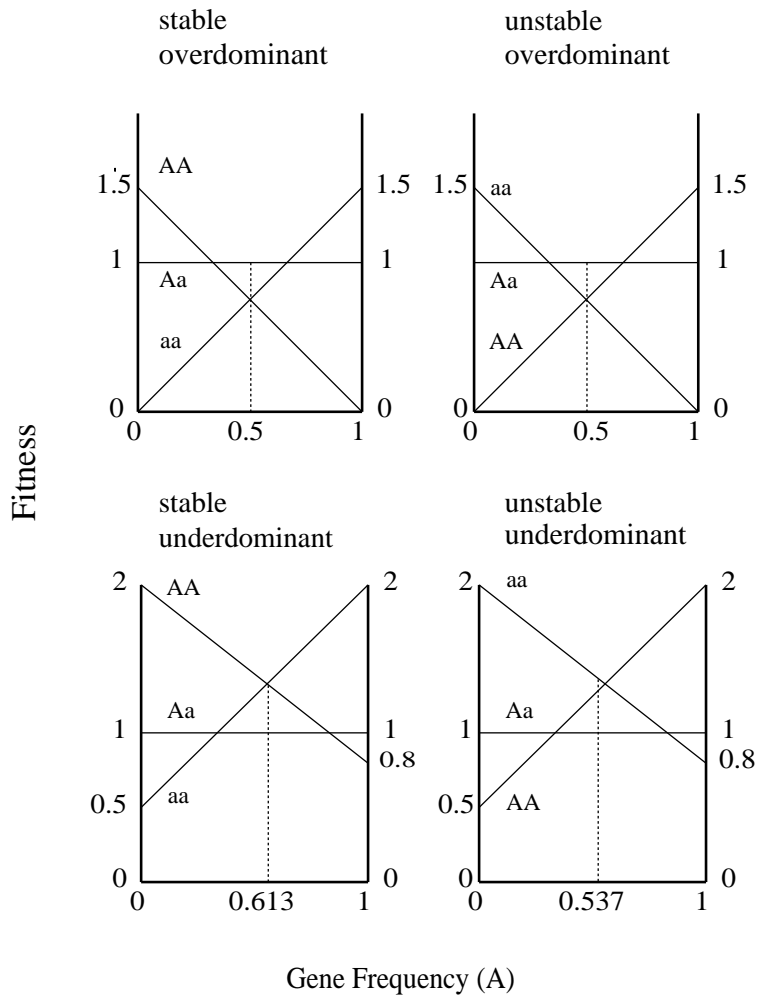 stable
overdominant
AA
1.5
1.5
1
1
Aa
aa
0
0
0
0.5
1
unstable
overdominant
1.5
aa
1.5
1
1
Aa
AA
0
0
0
0.5
1
Fitness
stable
underdominant
2
AA
2
Aa
1
1
0.8
0.5
aa
0
0
0
0.613
1
unstable
underdominant
2
aa
2
Aa
1
1
0.8
0.5
AA
0
0
0
0.537
1
Gene Frequency (A)